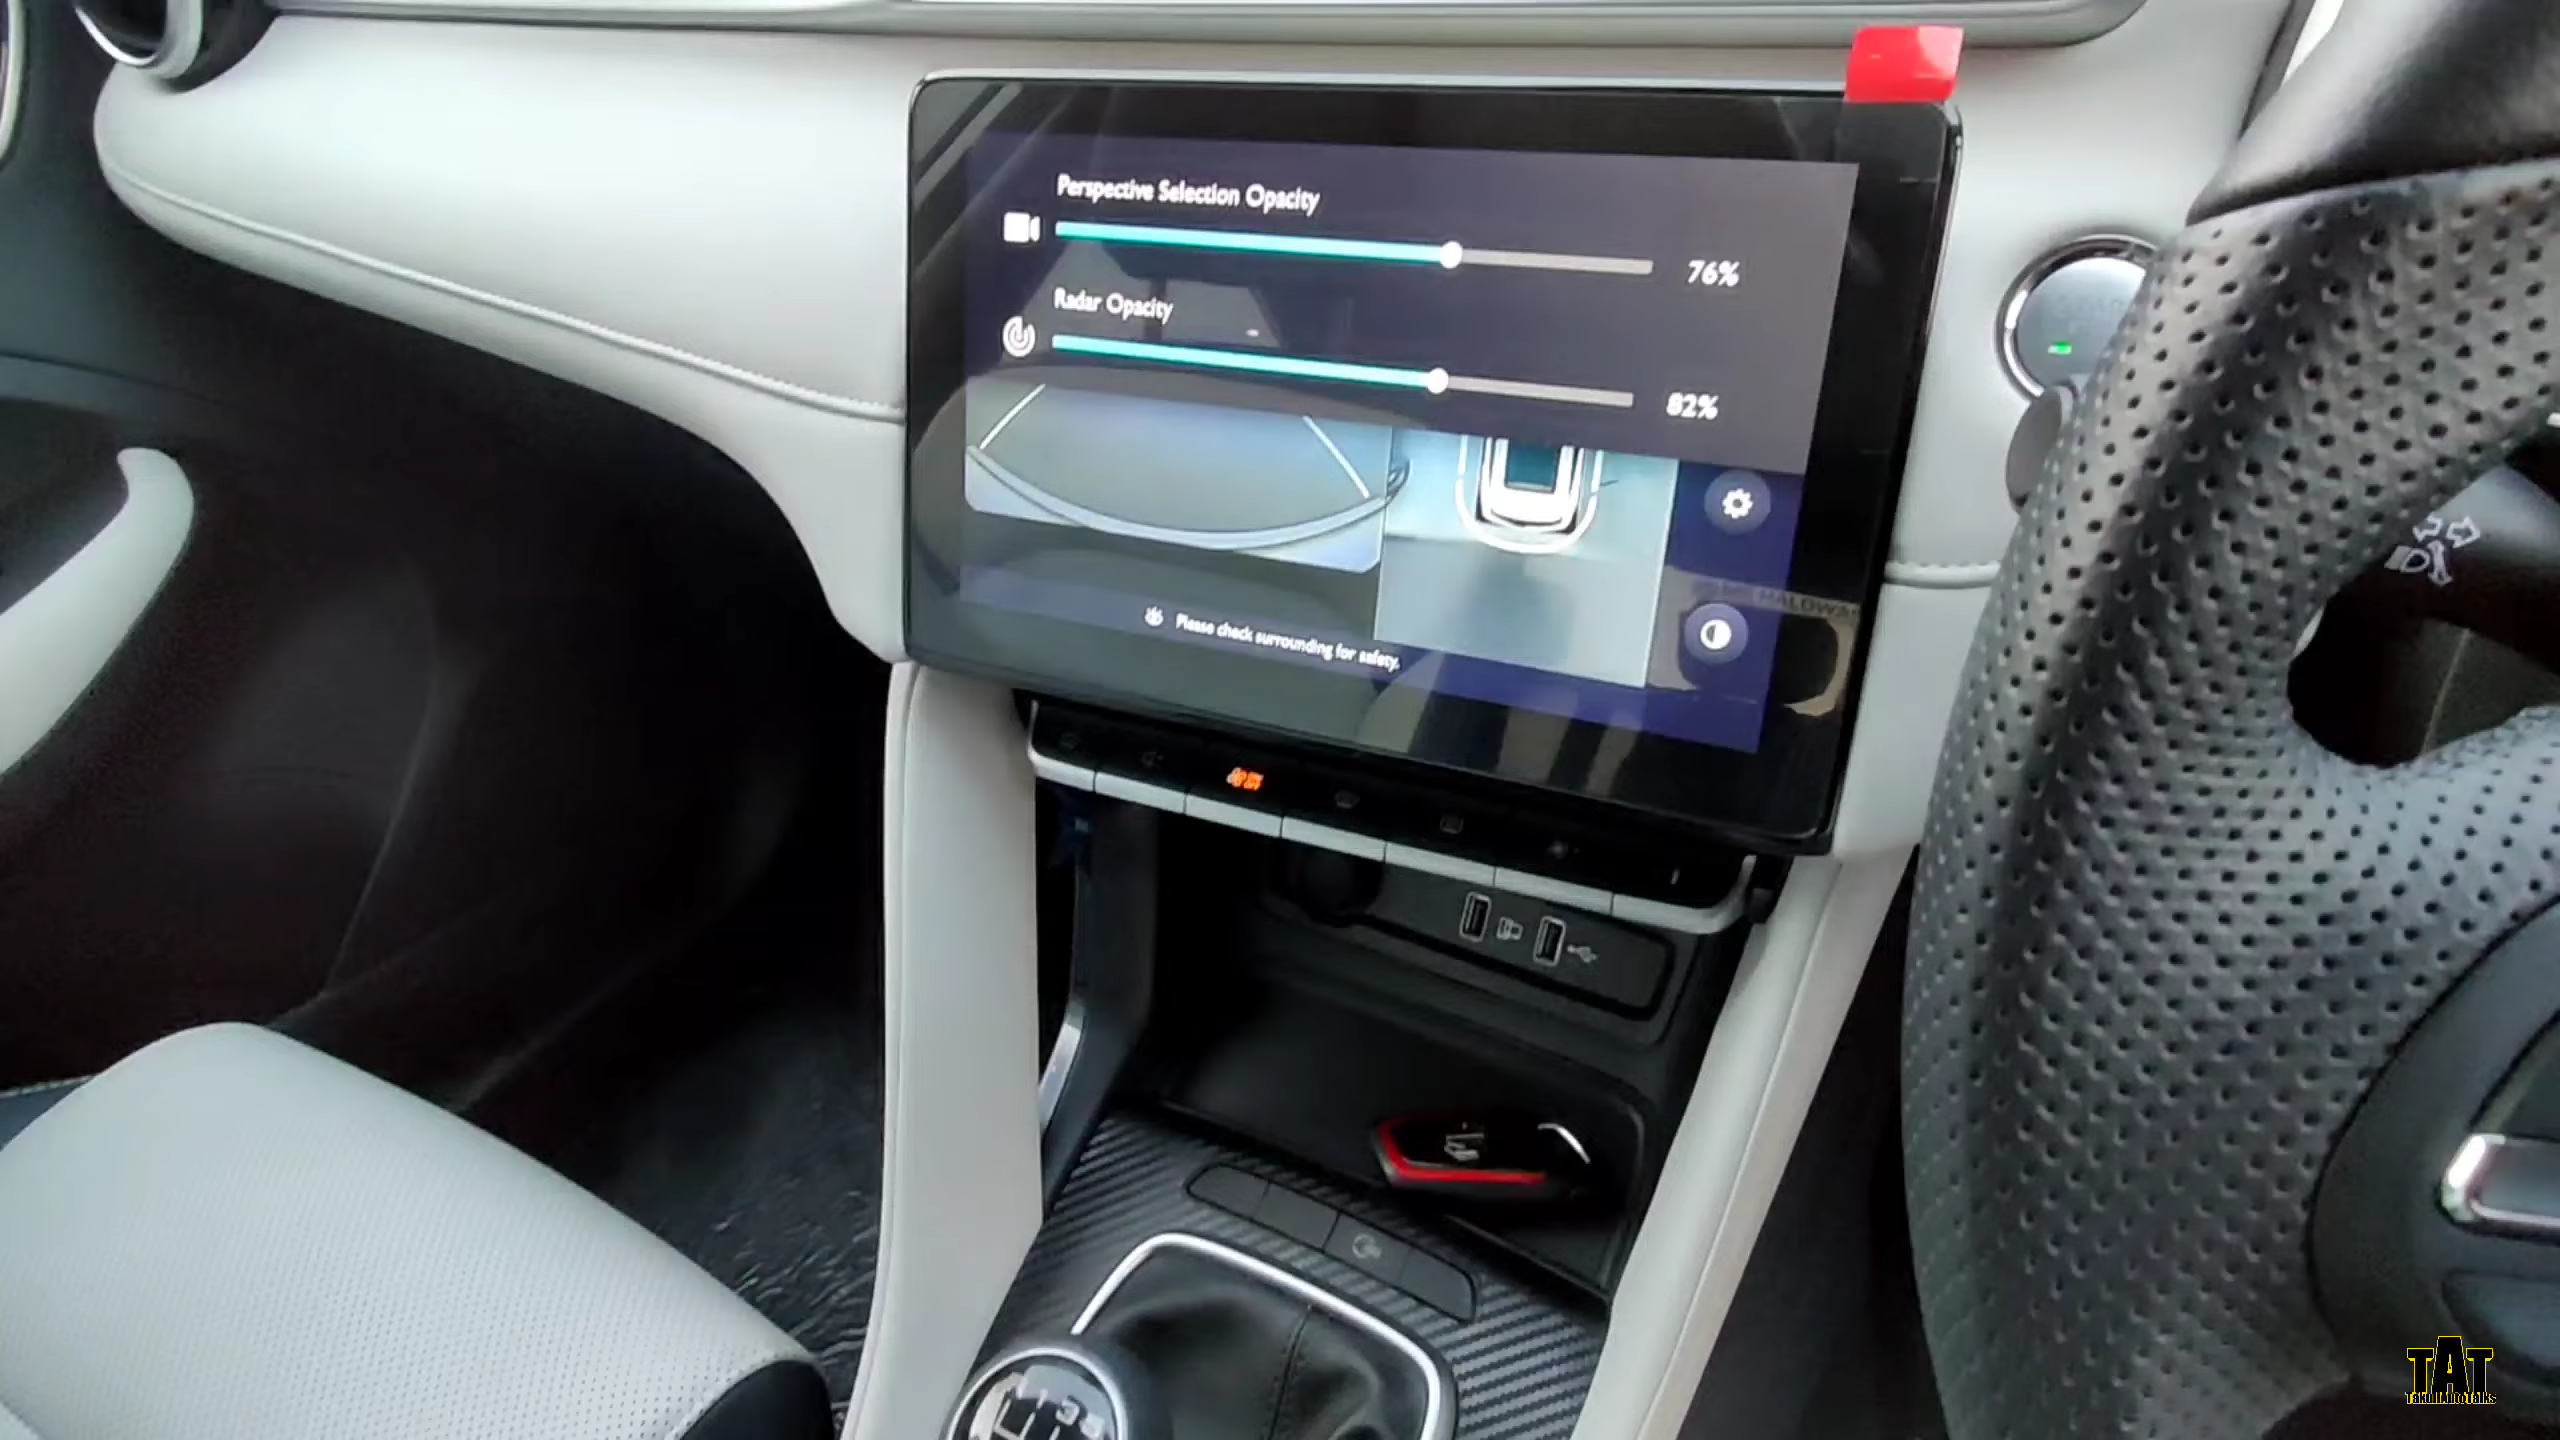 Perspective Selection Opacity
76%
Radar Opacity
82%
Please check surrounding for safety.
TAT